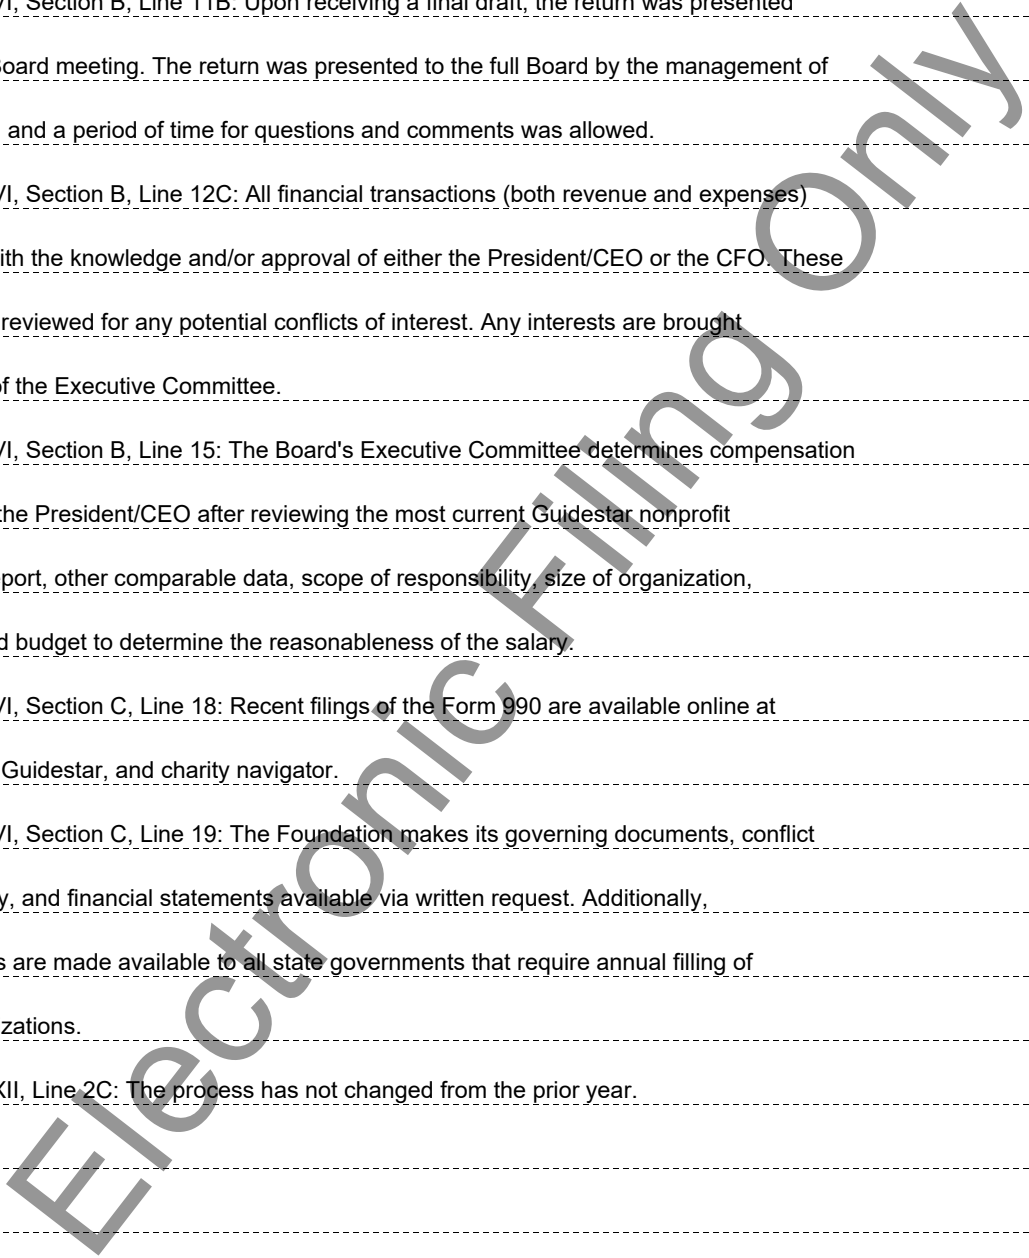 VI, Section B, Line 11B: Upon receiving a final draft, the return was presented
Board meeting. The return was presented to the full Board by the management of
and a period of time for questions and comments was allowed.
VI, Section B, Line 12C: All financial transactions (both revenue and expenses)
ith the knowledge and/or approval of either the President/CEO or the CFO. These
reviewed for any potential conflicts of interest. Any interests are brought
of the Executive Committee.
VI, Section B, Line 15: The Board's Executive Committee determines compensation
the President/CEO after reviewing the most current Guidestar nonprofit
port, other comparable data, scope of responsibility, size of organization,
d budget to determine the reasonableness of the salary.
VI, Section C, Line 18: Recent filings of the Form 990 are available online at
Guidestar, and charity navigator.
VI, Section C, Line 19: The Foundation makes its governing documents, conflict
y, and financial statements available via written request. Additionally,
s are made available to all state governments that require annual filling of
zations.
XII, Line 2C: The process has not changed from the prior year.
Electronic Filing Only